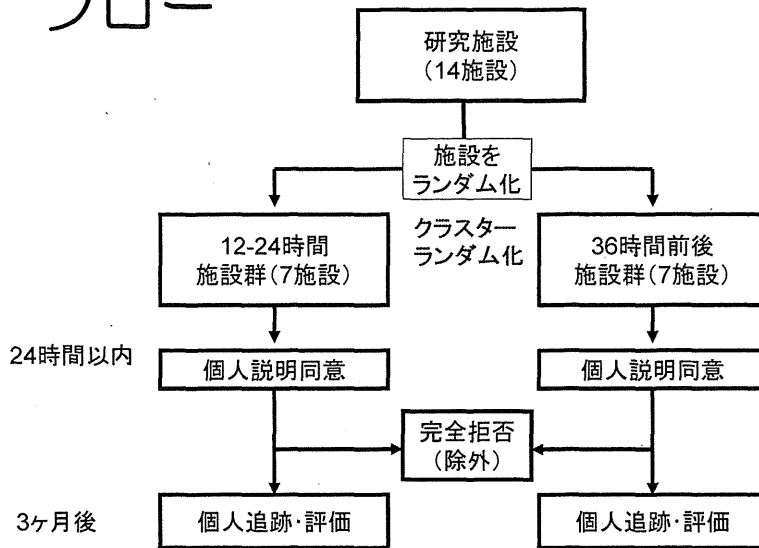 フロー
研究施設
（14施設）
施設を
ランダム化
クラスター
ランダム化
12-24時間
施設群（7施設）
36時間前後
施設群（7施設）
24時間以内
個人説明同意
個人説明同意
完全拒否
（除外）
3ヶ月後
個人追跡・評価
個人追跡・評価